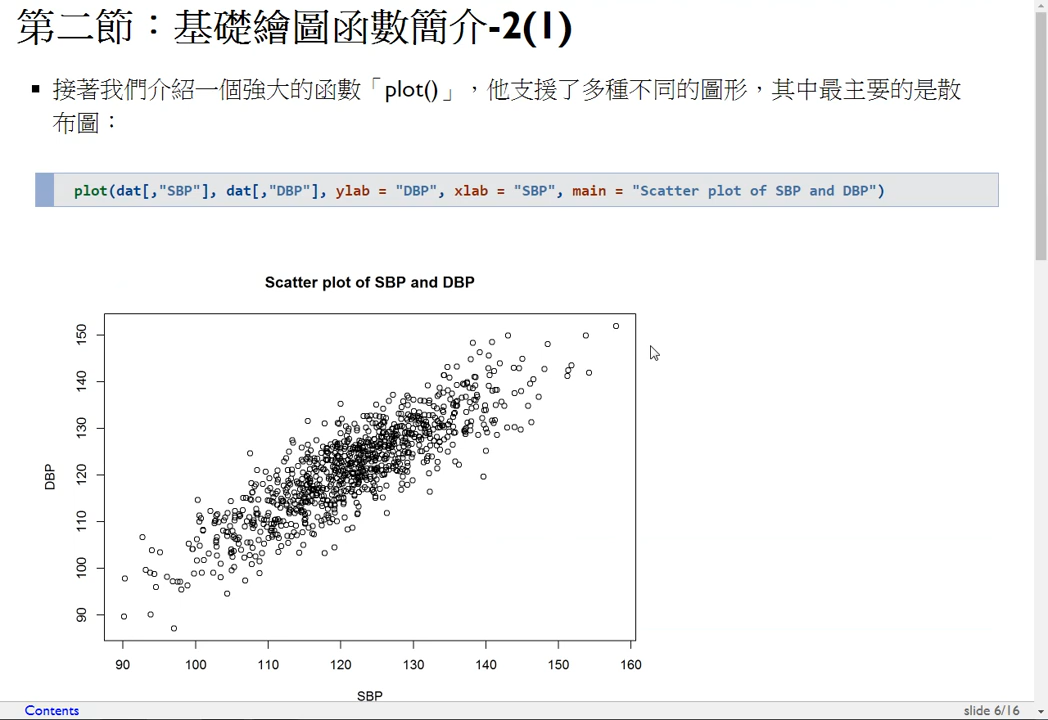 第二節：基礎繪圖函數簡介-2(1)
接著我們介紹一個強大的函數「plot()」，他支援了多種不同的圖形，其中最主要的是散
布圖：
plot(dat[,"SBP"], dat[,"DBP"], ylab = "DBP", xlab = "SBP", main = "Scatter plot of SBP and DBP")
Scatter plot of SBP and DBP
150
140
130
120
110
100
90
DBP
90 100 110 120 130 140 150 160
SBP
Contents
slide 6/16